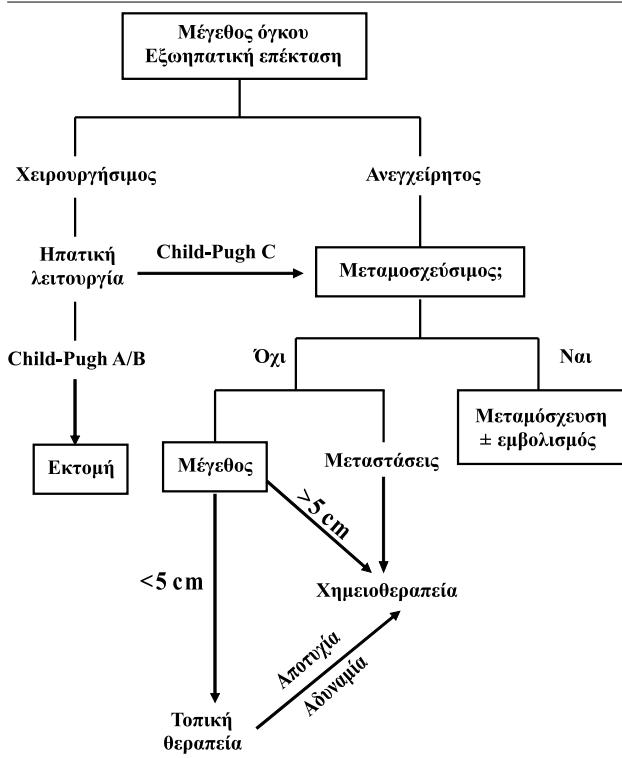 Μέγεθος όγκου
Εξωηπατική επέκταση
Χειρουργήσιμος
Ανεγχείρητος
Ηπατική
λειτουργία
Child-Pugh C
Μεταμοσχεύσιμος;
Child-Pugh A/B
Όχι
Ναι
Εκτομή
Μέγεθος
Μεταστάσεις
Μεταμόσχευση
± εμβολισμός
>5 cm
<5 cm
Χημειοθεραπεία
Αποτυχία
Αδυναμία
Τοπική
θεραπεία